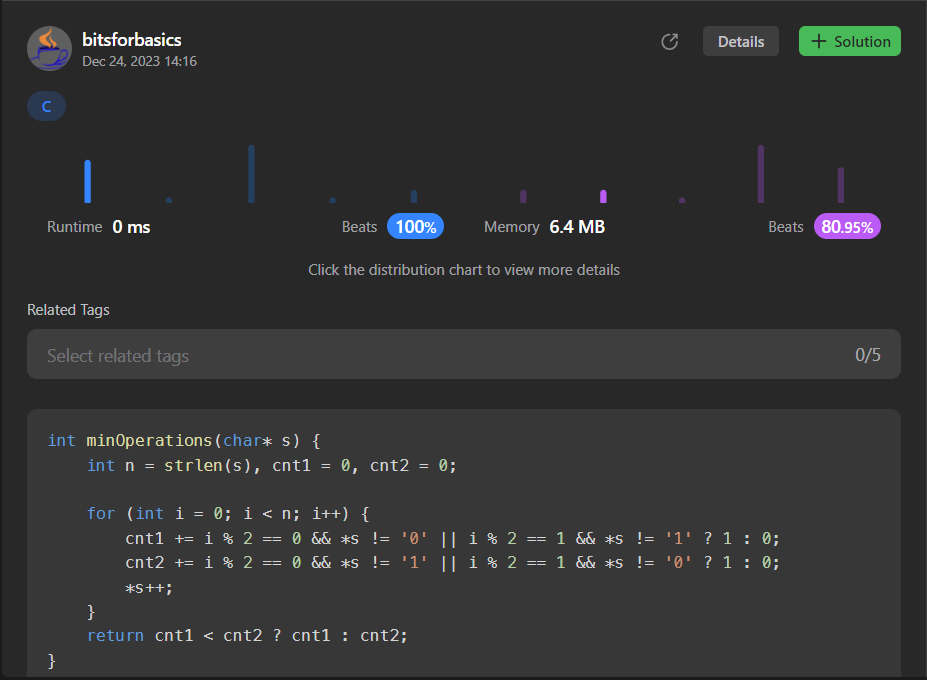 bitsforbasics
Dec 24, 2023 14:16
Details
+ Solution
C
Runtime 0 ms Beats 100% Memory 6.4 MB Beats 80.95%
Click the distribution chart to view more details
Related Tags
Select related tags 0/5
int minOperations(char* s) {
    int n = strlen(s), cnt1 = 0, cnt2 = 0;

    for (int i = 0; i < n; i++) {
        cnt1 += i % 2 == 0 && *s != '0' || i % 2 == 1 && *s != '1' ? 1 : 0;
        cnt2 += i % 2 == 0 && *s != '1' || i % 2 == 1 && *s != '0' ? 1 : 0;
        *s++;
    }
    return cnt1 < cnt2 ? cnt1 : cnt2;
}